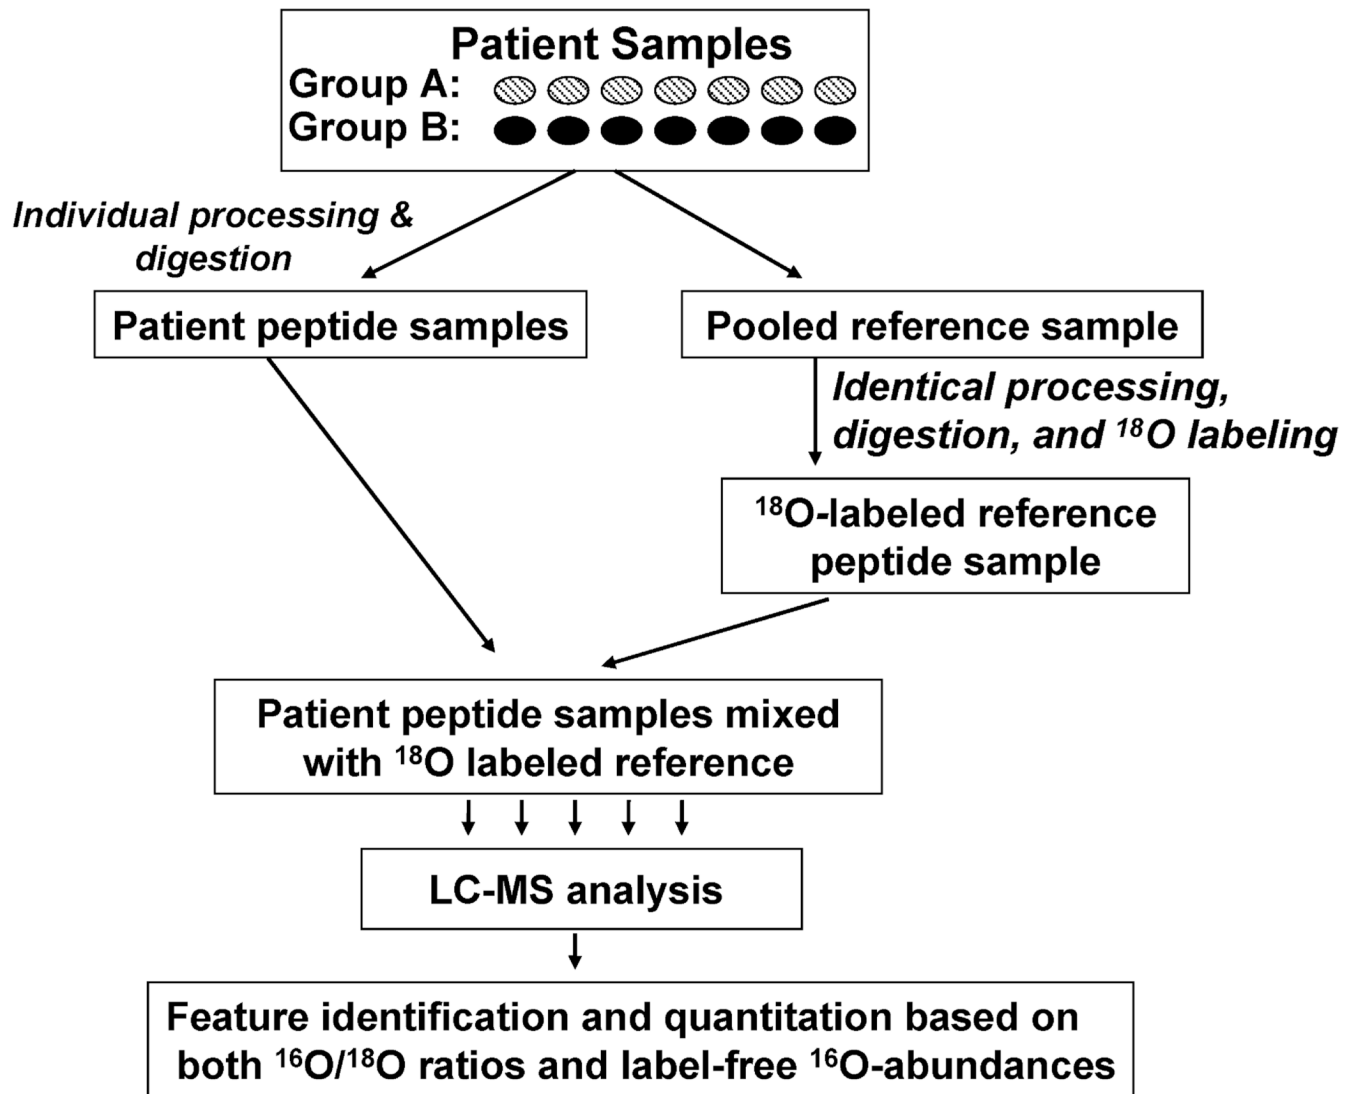 Patient Samples
Group A:
Group B:
Individual processing &
digestion
Patient peptide samples
Pooled reference sample
Identical processing,
digestion, and ¹⁸O labeling
¹⁸O-labeled reference
peptide sample
Patient peptide samples mixed
with ¹⁸O labeled reference
LC-MS analysis
Feature identification and quantitation based on
both ¹⁶O/¹⁸O ratios and label-free ¹⁶O-abundances